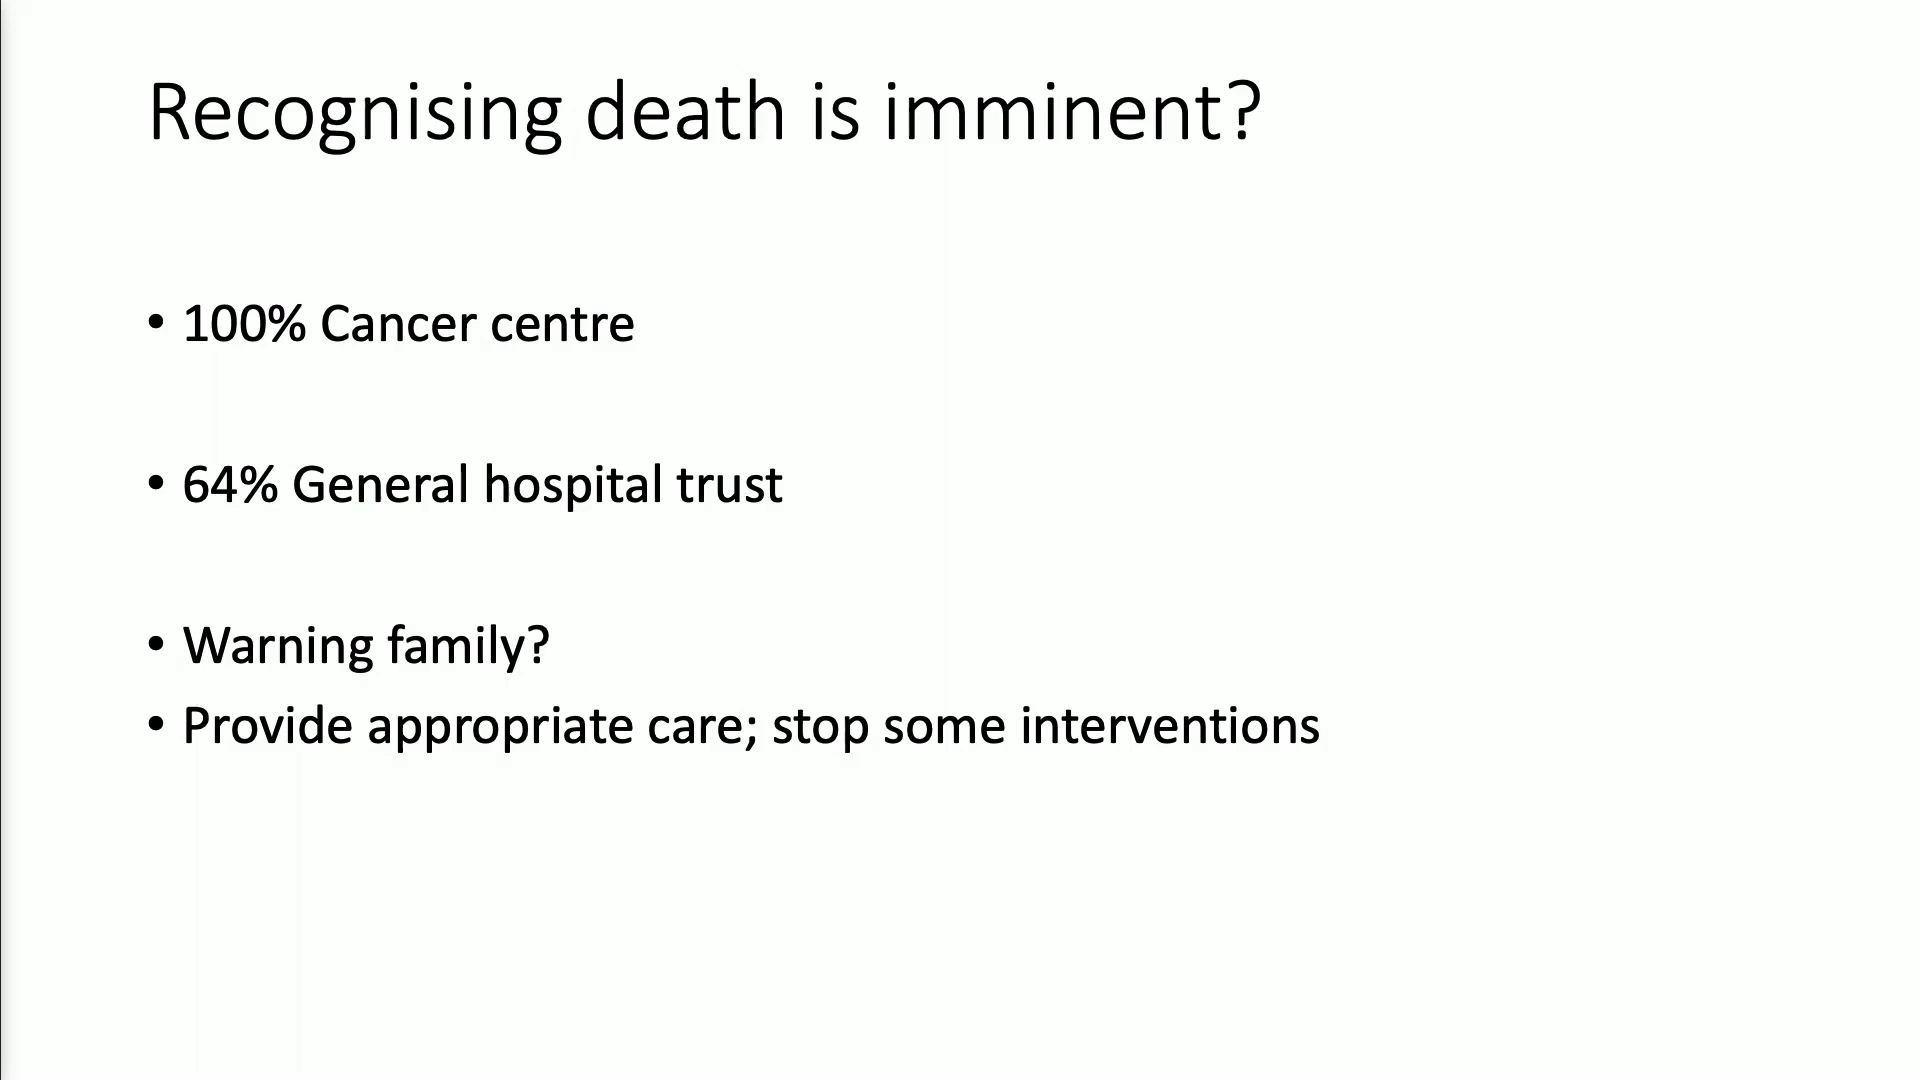 Recognising death is imminent?
• 100% Cancer centre
• 64% General hospital trust
• Warning family?
• Provide appropriate care; stop some interventions